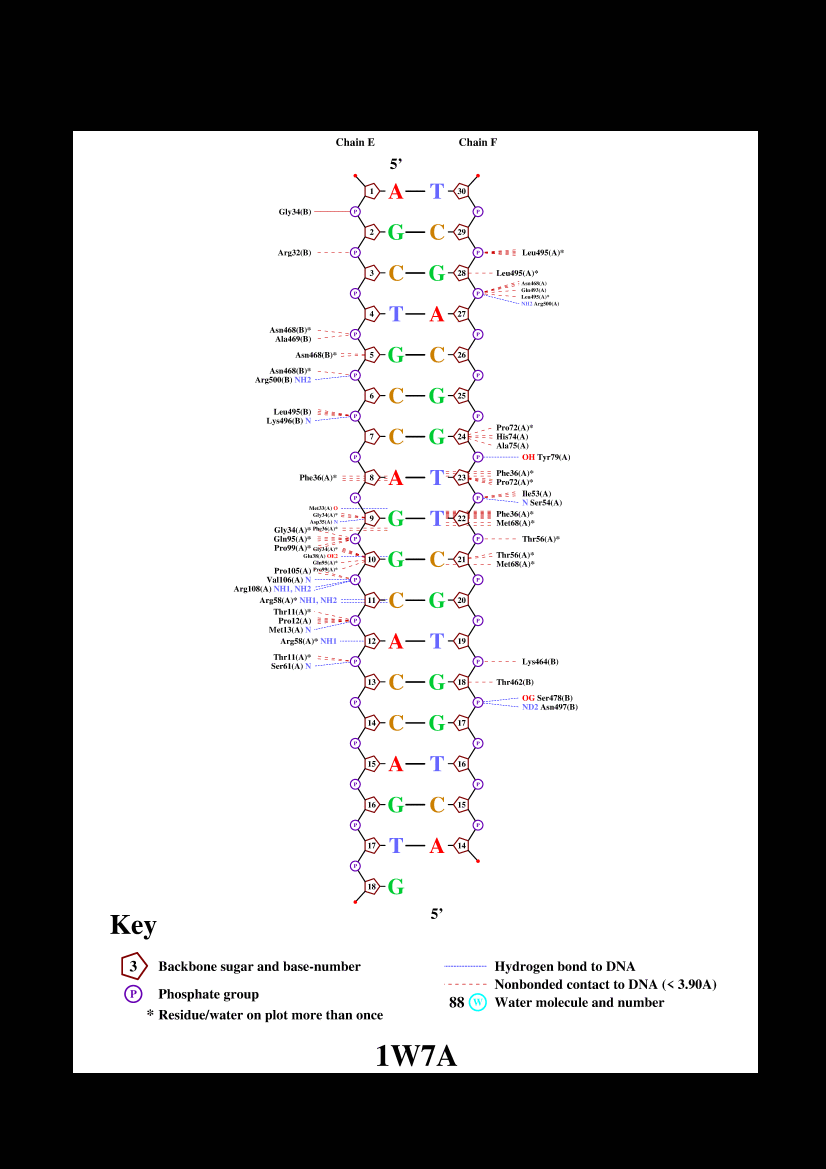 Chain E Chain F
5’
1 A T 30
P P
Gly34(B)
2 G C 29
Arg32(B) P P Leu495(A)*
3 C G 28 Leu495(A)*
Asn468(A)
P P Gln493(A)
Leu495(A)*
NH2 Arg500(A)
4 T A 27
Asn468(B)* P P
Ala469(B)
Asn468(B)* 5 G C 26
Asn468(B)* P P
Arg500(B) NH2
6 C G 25
Leu495(B) P P
Lys496(B) N
Pro72(A)*
7 C G 24 His74(A)
Ala75(A)
P P OH Tyr79(A)
Phe36(A)* 8 A T 23 Phe36(A)*
Pro72(A)*
P P Ile53(A)
N Ser54(A)
Met33(A) O
Gly34(A)* Phe36(A)*
Asp35(A) N 9 G T 22 Met68(A)*
Phe36(A)*
Gly34(A)*
Gln95(A)* P P Thr56(A)*
Pro99(A)*
Gly34(A)*
Glu38(A) OE2 10 G C 21 Thr56(A)*
Gln95(A)* Met68(A)*
Pro99(A)*
Pro105(A)
Val106(A) N P P
Arg108(A) NH1, NH2
Arg58(A)* NH1, NH2 11 C G 20
Thr11(A)*
Pro12(A) P P
Met13(A) N
Arg58(A)* NH1 12 A T 19
Thr11(A)* P P Lys464(B)
Ser61(A) N
13 C G 18 Thr462(B)
P P OG Ser478(B)
ND2 Asn497(B)
14 C G 17
P P
15 A T 16
P P
16 G C 15
P P
17 T A 14
P
18 G
5’
Key
3 Backbone sugar and base-number
P Phosphate group
* Residue/water on plot more than once
Hydrogen bond to DNA
Nonbonded contact to DNA (< 3.90A)
88 W Water molecule and number
1W7A